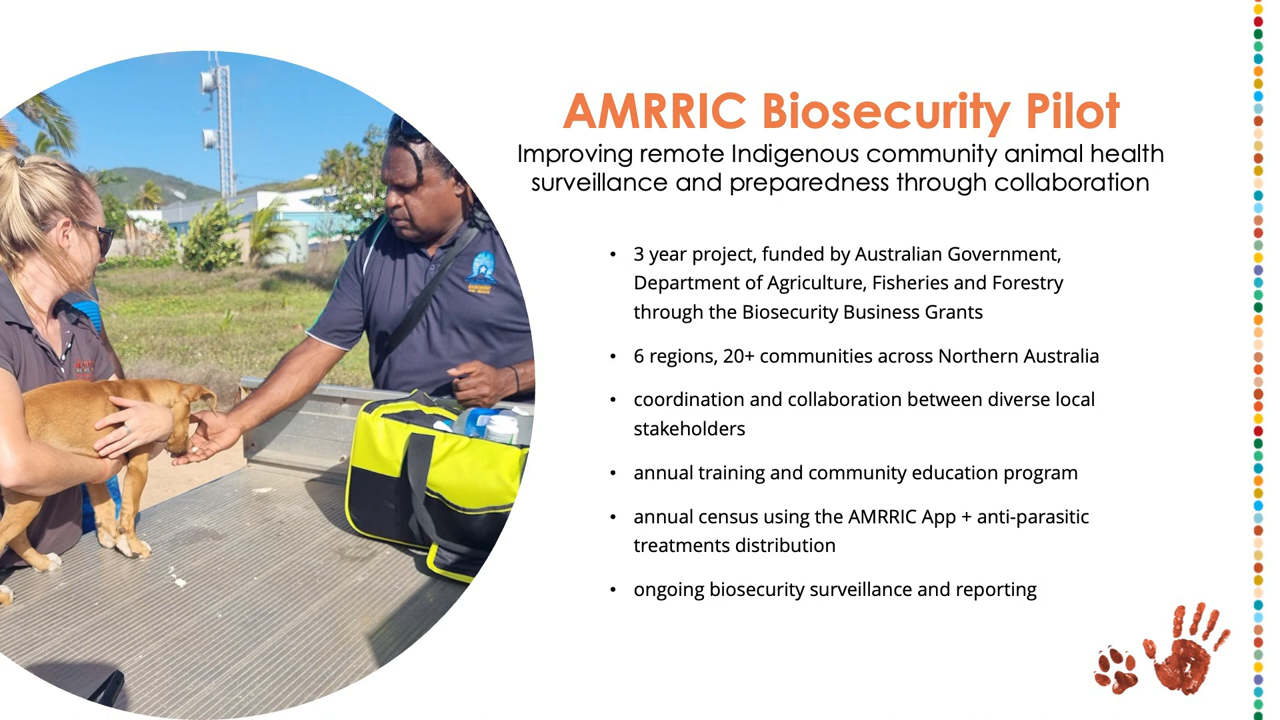 AMRRIC Biosecurity Pilot
Improving remote Indigenous community animal health
surveillance and preparedness through collaboration
• 3 year project, funded by Australian Government,
Department of Agriculture, Fisheries and Forestry
through the Biosecurity Business Grants
• 6 regions, 20+ communities across Northern Australia
• coordination and collaboration between diverse local
stakeholders
• annual training and community education program
• annual census using the AMRRIC App + anti-parasitic
treatments distribution
• ongoing biosecurity surveillance and reporting